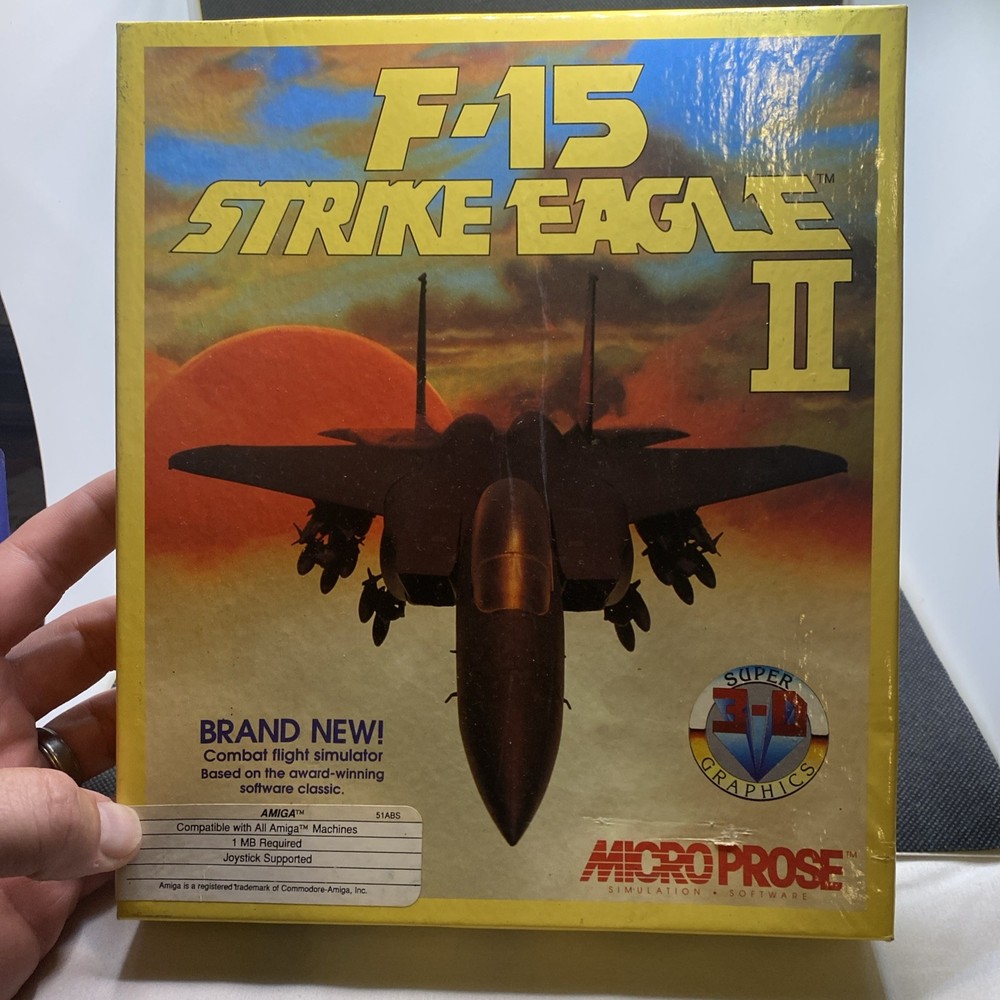 F-15
STRIKE EAGLE™
II
BRAND NEW!
Combat flight simulator
Based on the award-winning
software classic.
SUPER
3-D
GRAPHICS
AMIGA™ 51ABS
Compatible with All Amiga™ Machines
1 MB Required
Joystick Supported
Amiga is a registered trademark of Commodore-Amiga, Inc.
MICROPROSE™
SIMULATION • SOFTWARE